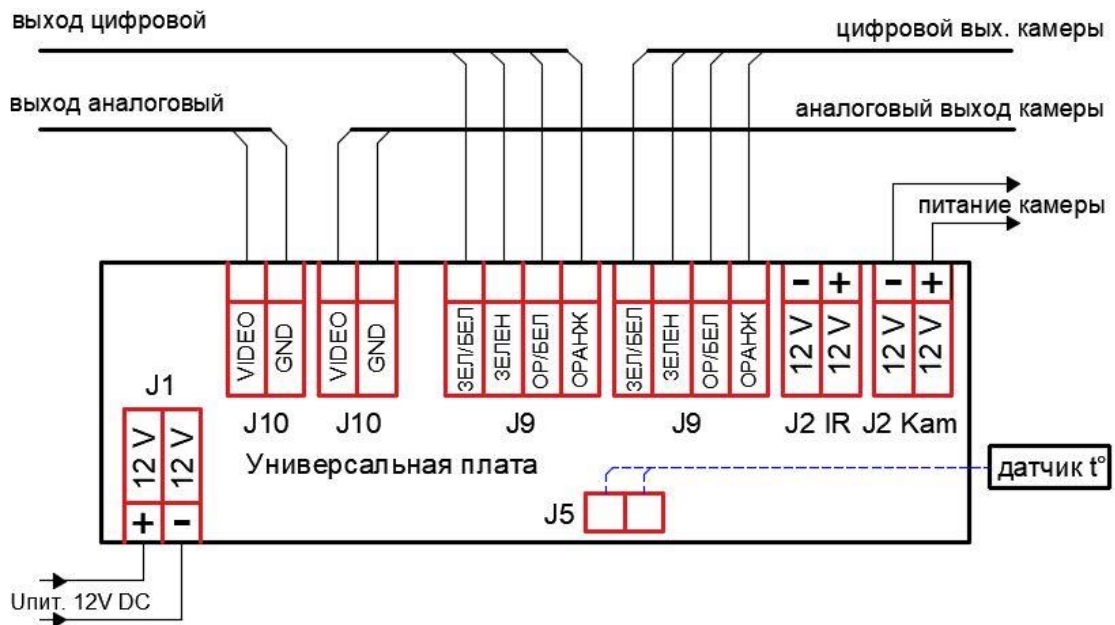 выход цифровой
цифровой вых. камеры
выход аналоговый
аналоговый выход камеры
питание камеры
- + - +
VIDEO
GND
VIDEO
GND
ЗЕЛ/БЕЛ
ЗЕЛЕН
ОР/БЕЛ
ОРАНЖ
ЗЕЛ/БЕЛ
ЗЕЛЕН
ОР/БЕЛ
ОРАНЖ
12 V
12 V
12 V
12 V
J1
J10 J10 J9 J9 J2 IR J2 Kam
12 V
12 V
Универсальная плата
датчик t°
J5
+ -
Uпит. 12V DC